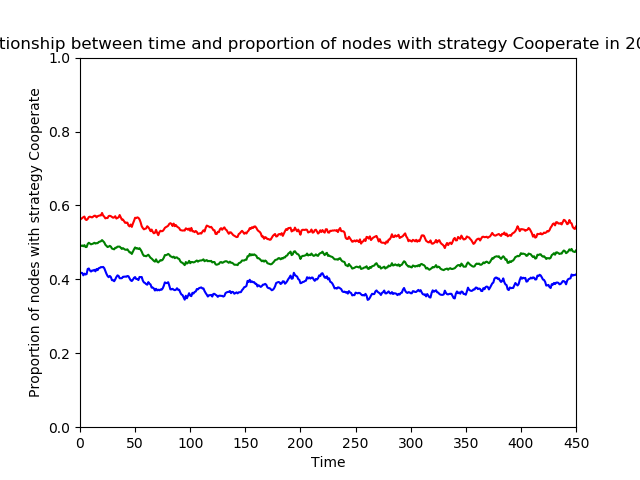 tionship between time and proportion of nodes with strategy Cooperate in 20
1.0
0.8
0.6
0.4
0.2
0.0
Proportion of nodes with strategy Cooperate
0 50 100 150 200 250 300 350 400 450
Time